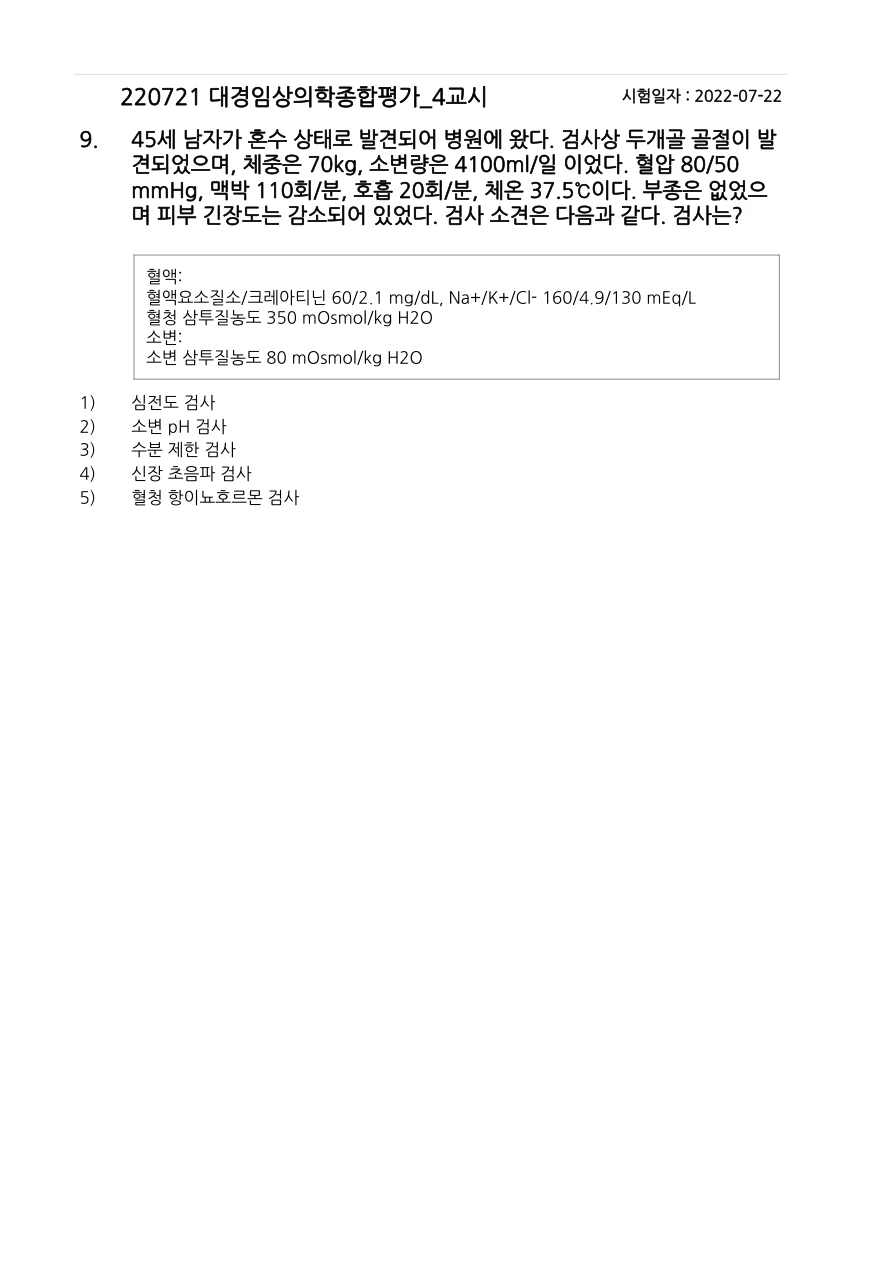 220721 대경임상의학종합평가_4교시 시험일자 : 2022-07-22
9. 45세 남자가 혼수 상태로 발견되어 병원에 왔다. 검사상 두개골 골절이 발
견되었으며, 체중은 70kg, 소변량은 4100ml/일 이었다. 혈압 80/50
mmHg, 맥박 110회/분, 호흡 20회/분, 체온 37.5℃이다. 부종은 없었으
며 피부 긴장도는 감소되어 있었다. 검사 소견은 다음과 같다. 검사는?
혈액:
혈액요소질소/크레아티닌 60/2.1 mg/dL, Na+/K+/Cl- 160/4.9/130 mEq/L
혈청 삼투질농도 350 mOsmol/kg H2O
소변:
소변 삼투질농도 80 mOsmol/kg H2O
1) 심전도 검사
2) 소변 pH 검사
3) 수분 제한 검사
4) 신장 초음파 검사
5) 혈청 항이뇨호르몬 검사